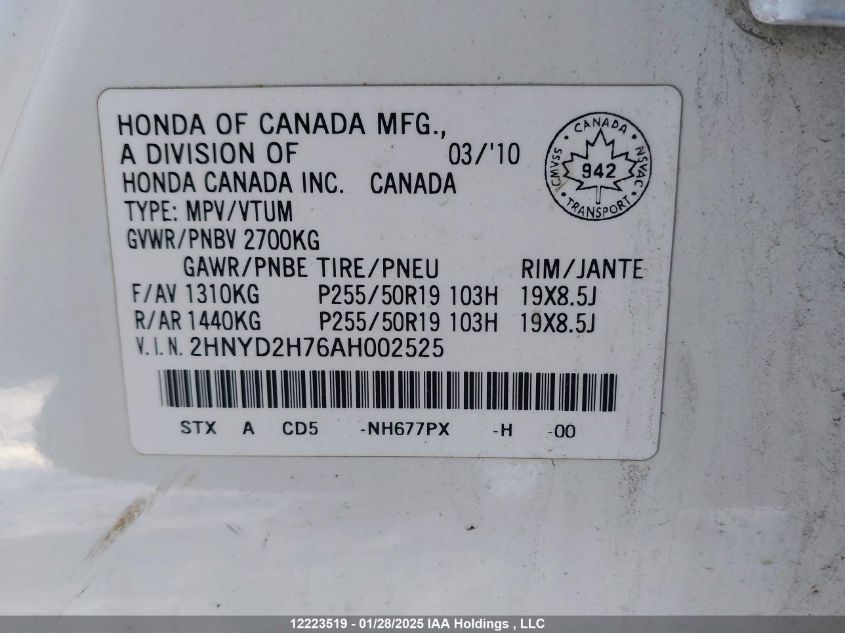 HONDA OF CANADA MFG.,
A DIVISION OF 03/'10
HONDA CANADA INC. CANADA
TYPE: MPV/VTUM
GVWR/PNBV 2700KG
GAWR/PNBE TIRE/PNEU RIM/JANTE
F/AV 1310KG P255/50R19 103H 19X8.5J
R/AR 1440KG P255/50R19 103H 19X8.5J
V.I.N. 2HNYD2H76AH002525
STX A CD5 -NH677PX -H -00
· CANADA ·
CMVSS
942
NSVAC
· TRANSPORT ·
12223519 - 01/28/2025 IAA Holdings , LLC